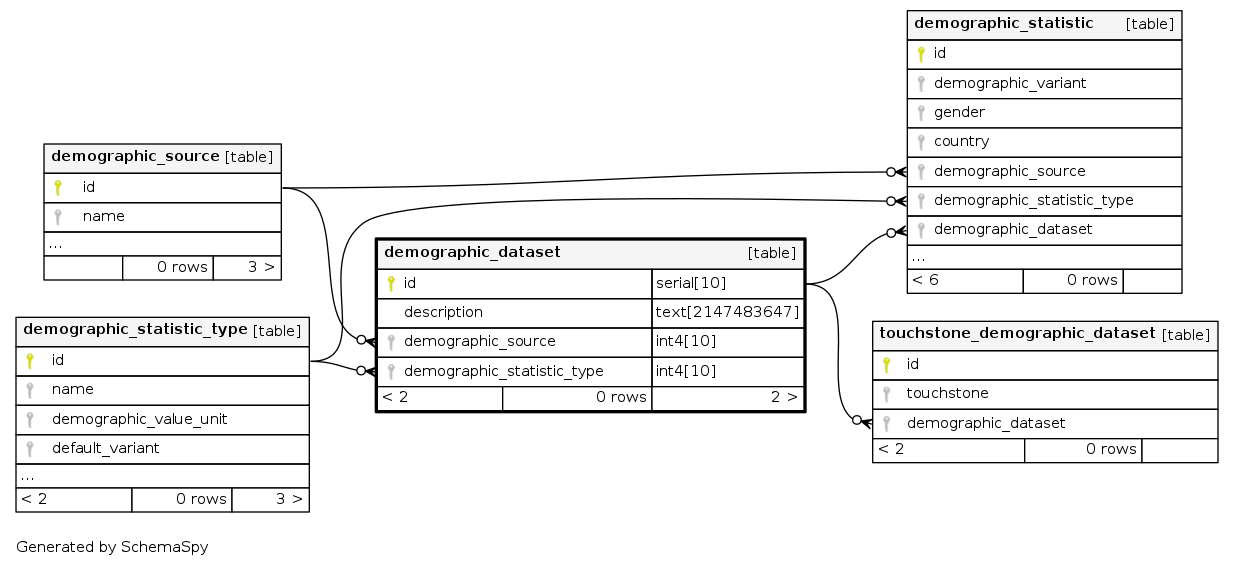 demographic_source [table]
id
name
...
0 rows 3 >
demographic_statistic_type [table]
id
name
demographic_value_unit
default_variant
...
< 2 0 rows 3 >
demographic_dataset [table]
id serial[10]
description text[2147483647]
demographic_source int4[10]
demographic_statistic_type int4[10]
< 2 0 rows 2 >
demographic_statistic [table]
id
demographic_variant
gender
country
demographic_source
demographic_statistic_type
demographic_dataset
...
< 6 0 rows
touchstone_demographic_dataset [table]
id
touchstone
demographic_dataset
< 2 0 rows
Generated by SchemaSpy